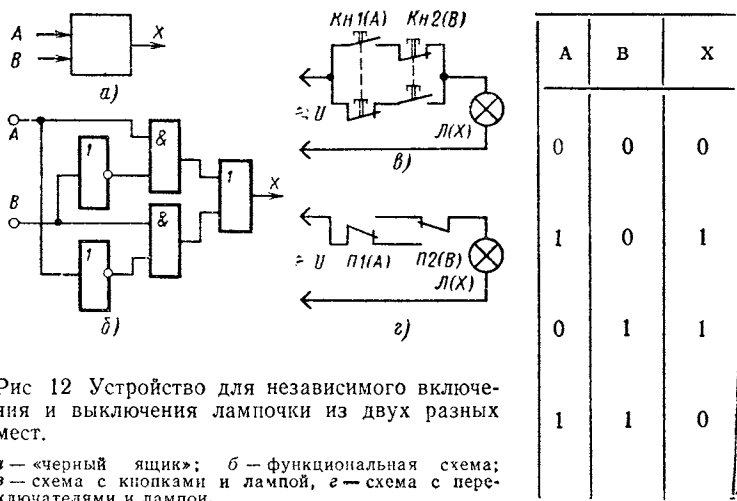 A
B
X
а)
A
B
&
1
&
1
1
X
б)
Кн1(A) Кн2(B)
U
Л(X)
в)
U П1(A) П2(B)
Л(X)
г)
A B X
0 0 0
1 0 1
0 1 1
1 1 0
Рис 12 Устройство для независимого включе-
ния и выключения лампочки из двух разных
мест.
а — «черный ящик»; б — функциональная схема;
в — схема с кнопками и лампой, г — схема с пере-
ключателями и лампой.